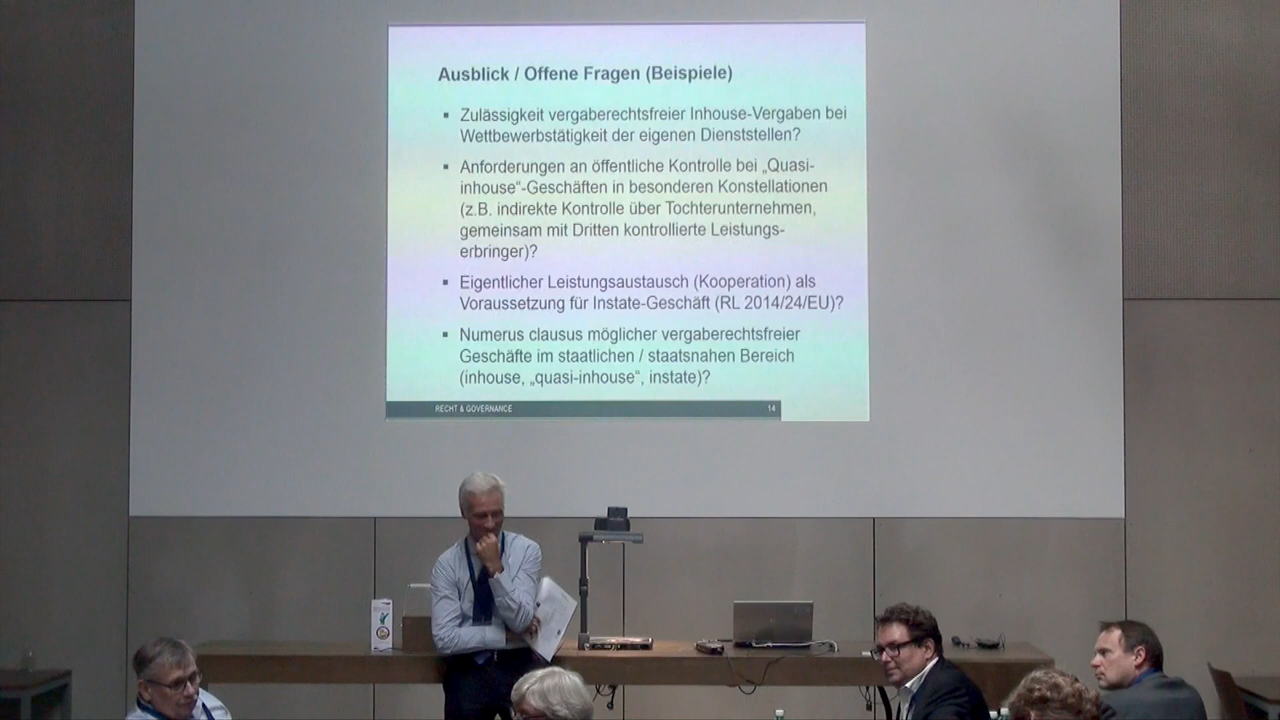 Ausblick / Offene Fragen (Beispiele)
▪ Zulässigkeit vergaberechtsfreier Inhouse-Vergaben bei
Wettbewerbstätigkeit der eigenen Dienststellen?
▪ Anforderungen an öffentliche Kontrolle bei „Quasi-
inhouse“-Geschäften in besonderen Konstellationen
(z.B. indirekte Kontrolle über Tochterunternehmen,
gemeinsam mit Dritten kontrollierte Leistungs-
erbringer)?
▪ Eigentlicher Leistungsaustausch (Kooperation) als
Voraussetzung für Instate-Geschäft (RL 2014/24/EU)?
▪ Numerus clausus möglicher vergaberechtsfreier
Geschäfte im staatlichen / staatsnahen Bereich
(inhouse, „quasi-inhouse“, instate)?
RECHT & GOVERNANCE 14